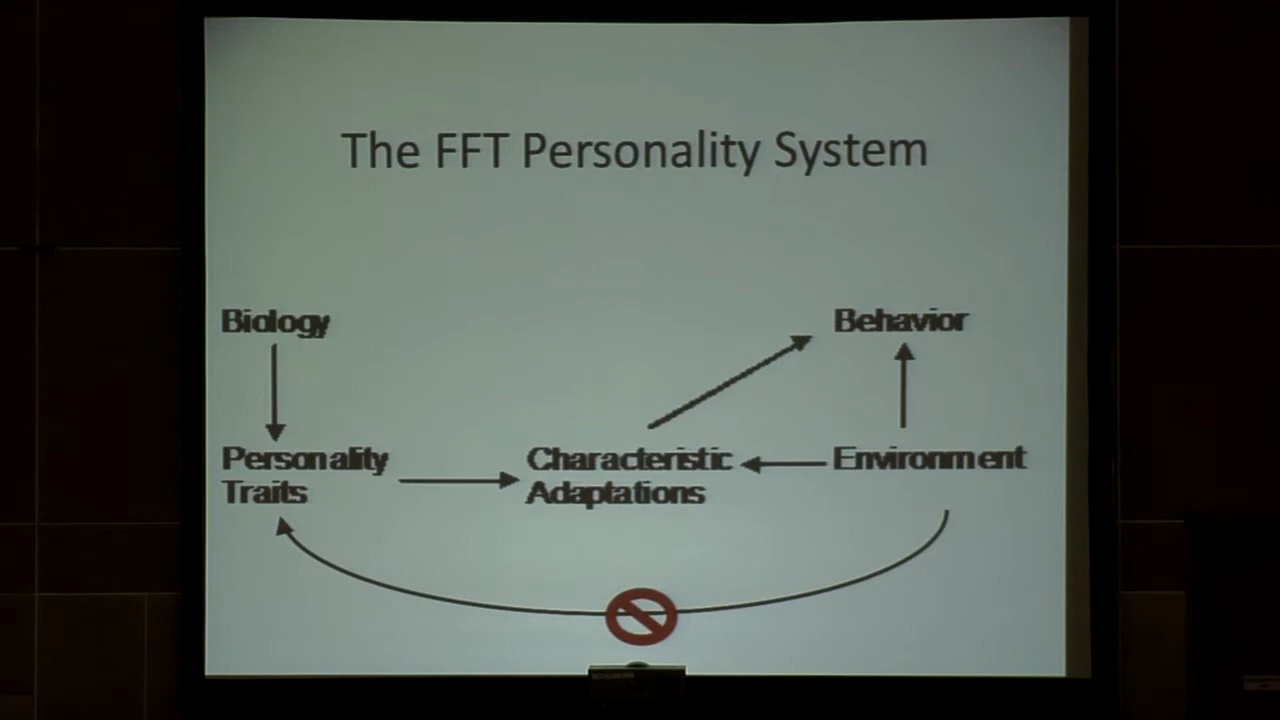 The FFT Personality System
Biology
Behavior
Personality
Traits
Characteristic
Adaptations
Environment